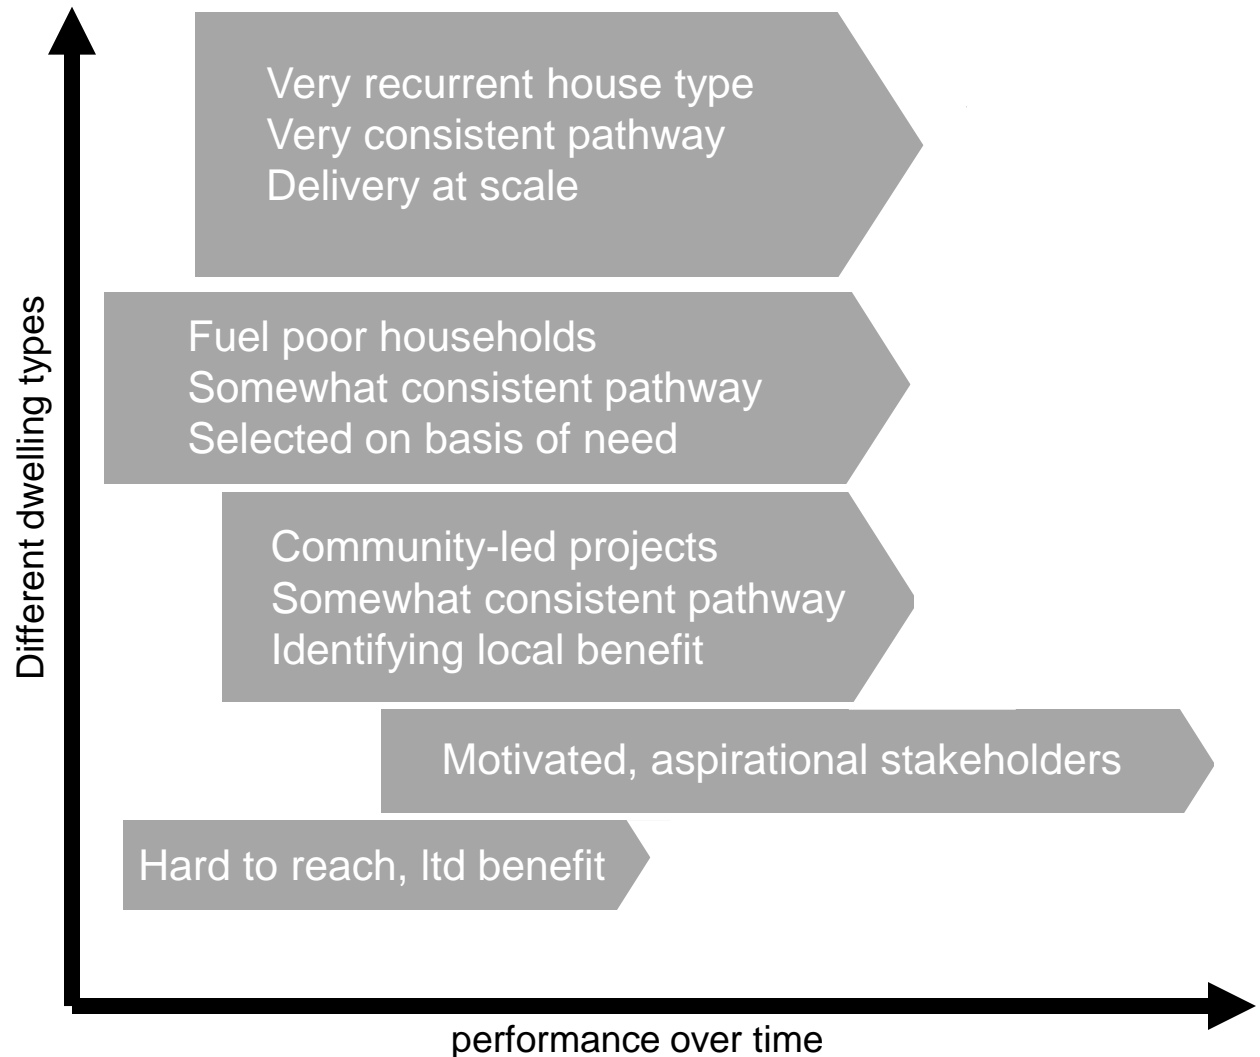 Very recurrent house type
Very consistent pathway
Delivery at scale
Fuel poor households
Somewhat consistent pathway
Selected on basis of need
Community-led projects
Somewhat consistent pathway
Identifying local benefit
Motivated, aspirational stakeholders
Hard to reach, ltd benefit
Different dwelling types
performance over time